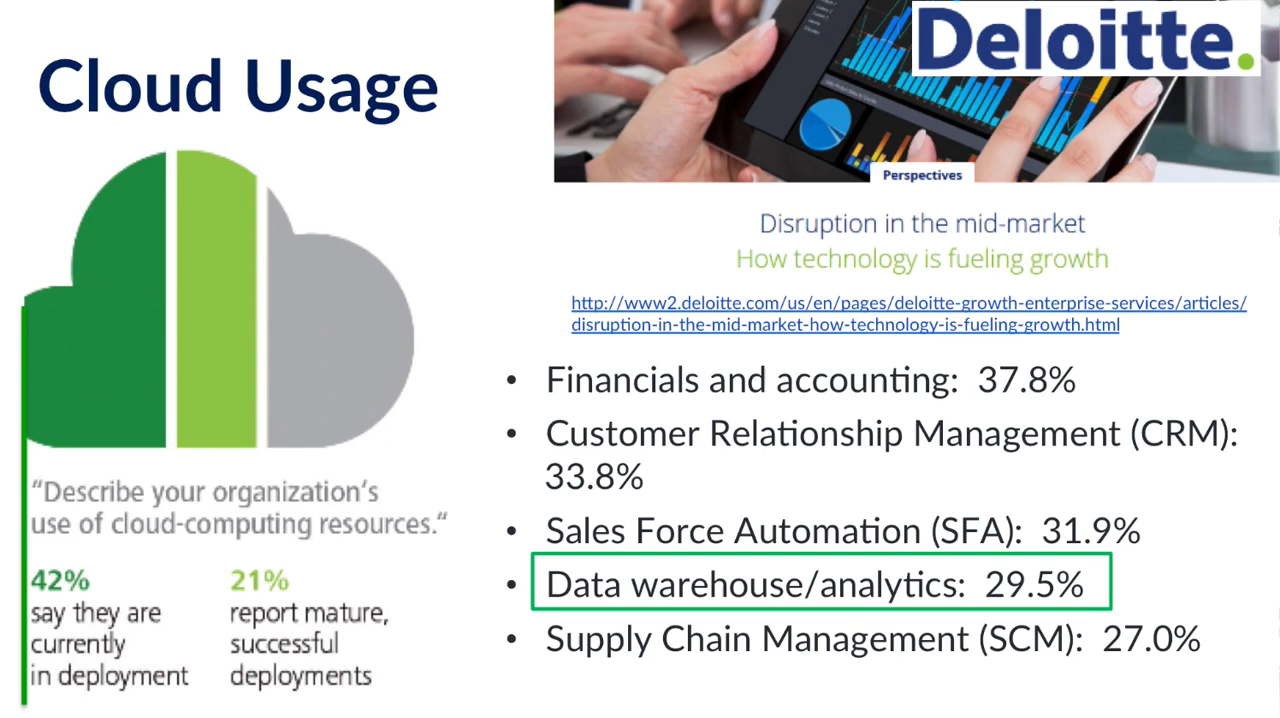 Cloud Usage
Deloitte.
Perspectives
Disruption in the mid-market
How technology is fueling growth
http://www2.deloitte.com/us/en/pages/deloitte-growth-enterprise-services/articles/
disruption-in-the-mid-market-how-technology-is-fueling-growth.html
• Financials and accounting: 37.8%
• Customer Relationship Management (CRM):
33.8%
• Sales Force Automation (SFA): 31.9%
• Data warehouse/analytics: 29.5%
• Supply Chain Management (SCM): 27.0%
“Describe your organization’s
use of cloud-computing resources.“
42%
say they are
currently
in deployment
21%
report mature,
successful
deployments